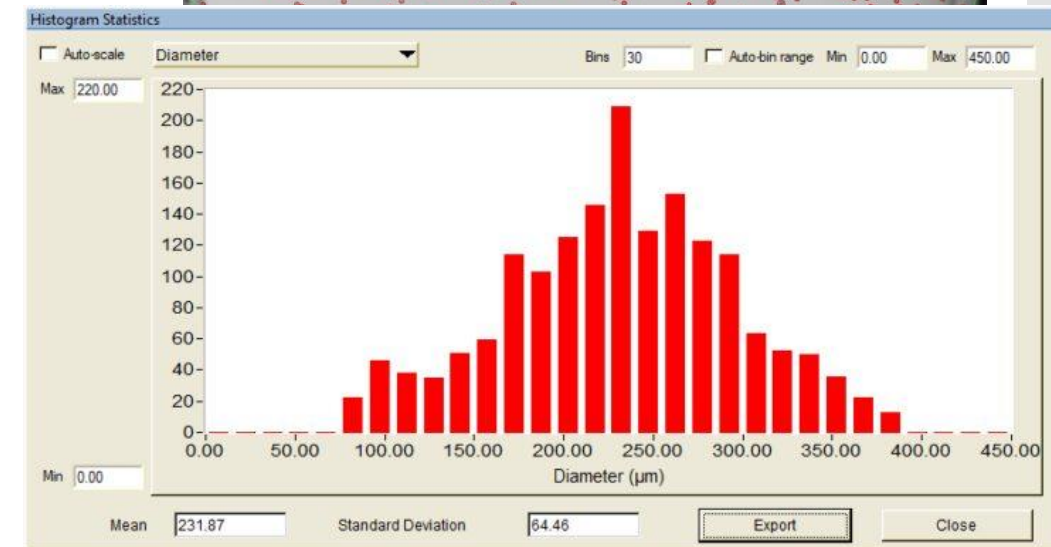 Histogram Statistics
Auto-scale Diameter Bins 30 Auto-bin range Min 0.00 Max 450.00
Max 220.00
220-
200-
180-
160-
140-
120-
100-
80-
60-
40-
20-
0-
0.00 50.00 100.00 150.00 200.00 250.00 300.00 350.00 400.00 450.00
Min 0.00
Diameter (µm)
Mean 231.87 Standard Deviation 64.46 Export Close